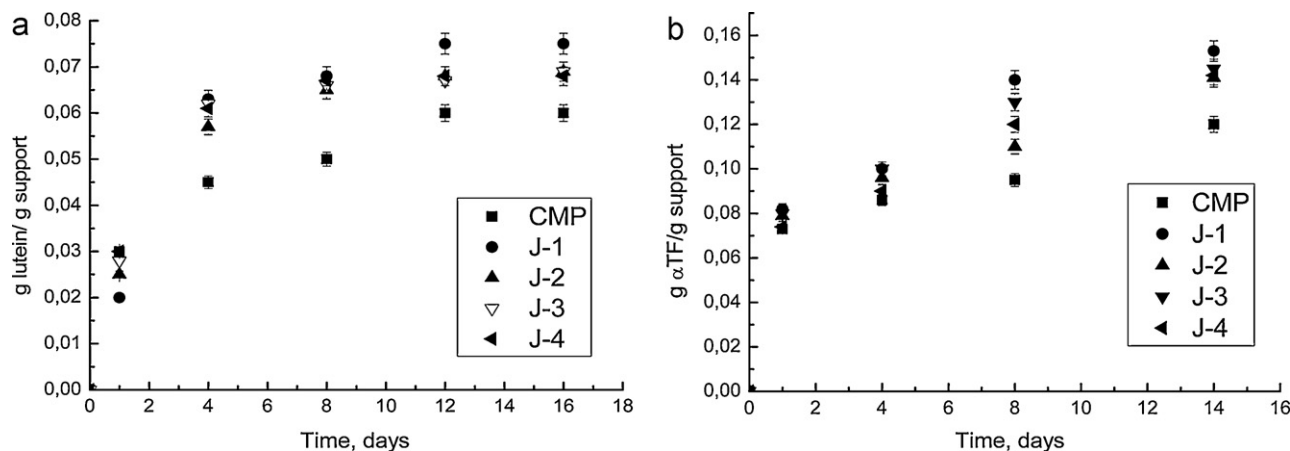 a
g lutein/ g support
0,08
0,07
0,06
0,05
0,04
0,03
0,02
0,01
0,00
0 2 4 6 8 10 12 14 16 18
Time, days
CMP
J-1
J-2
J-3
J-4
b
g αTF/g support
0,16
0,14
0,12
0,10
0,08
0,06
0,04
0,02
0,00
0 2 4 6 8 10 12 14 16
Time, days
CMP
J-1
J-2
J-3
J-4